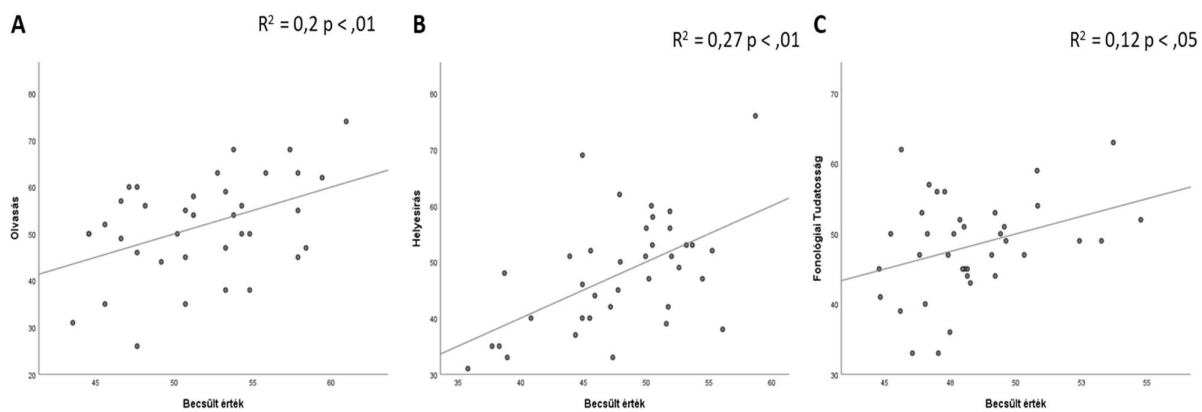 A
R² = 0,2 p < ,01
Olvasás
80
70
60
50
40
30
20
45
50
55
60
Becsült érték
B
R² = 0,27 p < ,01
Helyesírás
80
70
60
50
40
30
35
40
45
50
55
60
Becsült érték
C
R² = 0,12 p < ,05
Fonológiai Tudatosság
70
60
50
40
30
45
48
50
53
55
Becsült érték